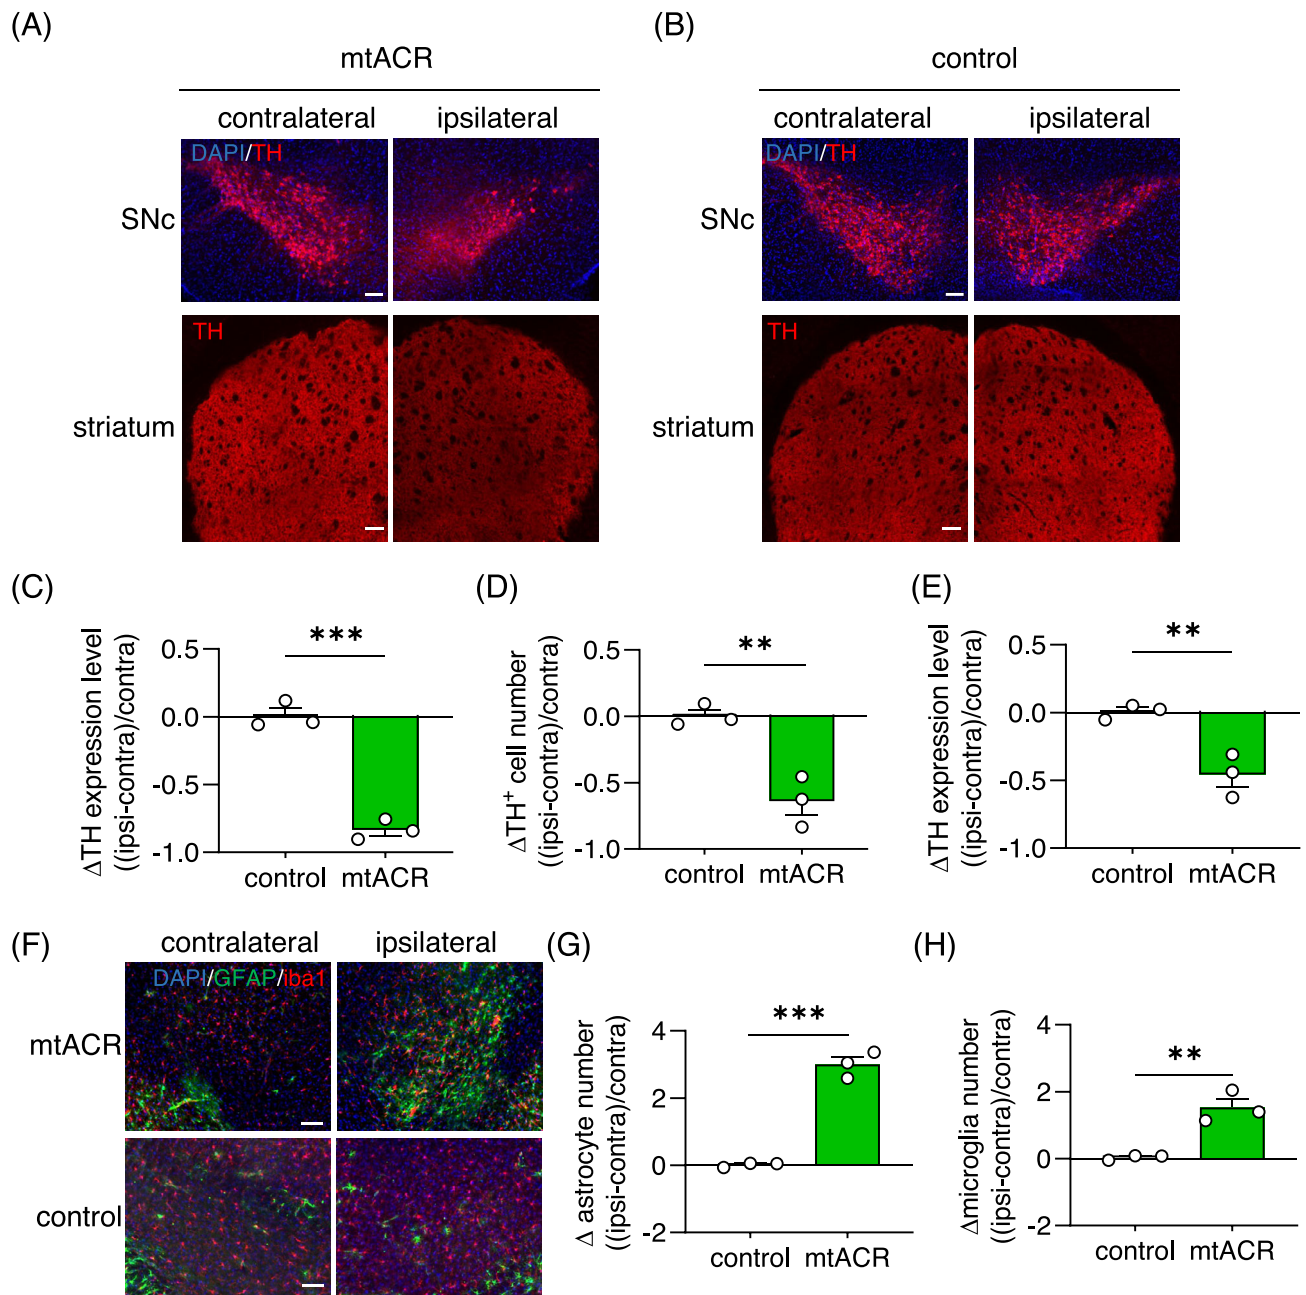 (A)
mtACR
contralateral ipsilateral
DAPI/TH
SNc
TH
striatum
(B)
control
contralateral ipsilateral
DAPI/TH
SNc
TH
striatum
(C)
ΔTH expression level
((ipsi-contra)/contra)
***
0.5
0.0
-0.5
-1.0
control mtACR
(D)
ΔTH⁺ cell number
((ipsi-contra)/contra)
**
0.5
0.0
-0.5
-1.0
control mtACR
(E)
ΔTH expression level
((ipsi-contra)/contra)
**
0.5
0.0
-0.5
-1.0
control mtACR
(F)
contralateral ipsilateral
DAPI/GFAP/iba1
mtACR
control
(G)
Δ astrocyte number
((ipsi-contra)/contra)
***
4
2
0
-2
control mtACR
(H)
Δmicroglia number
((ipsi-contra)/contra)
**
4
2
0
-2
control mtACR